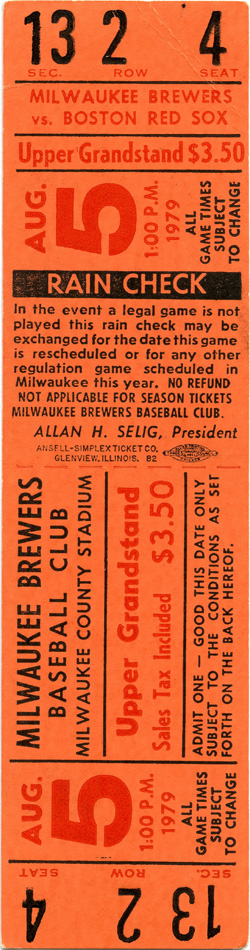 13 2 4
SEC. ROW SEAT
MILWAUKEE BREWERS
vs. BOSTON RED SOX
Upper Grandstand $3.50
AUG.
5
1:00 P.M.
1979
ALL
GAME TIMES
SUBJECT
TO CHANGE
RAIN CHECK
In the event a legal game is not
played this rain check may be
exchanged for the date this game
is rescheduled or for any other
regulation game scheduled in
Milwaukee this year. NO REFUND
NOT APPLICABLE FOR SEASON TICKETS
MILWAUKEE BREWERS BASEBALL CLUB.
ALLAN H. SELIG, President
ANSELL-SIMPLEX TICKET CO.
GLENVIEW, ILLINOIS. 82
MILWAUKEE BREWERS
BASEBALL CLUB
MILWAUKEE COUNTY STADIUM
Upper Grandstand
Sales Tax Included $3.50
ADMIT ONE — GOOD THIS DATE ONLY
SUBJECT TO THE CONDITIONS AS SET
FORTH ON THE BACK HEREOF.
AUG.
5
1:00 P.M.
1979
ALL
GAME TIMES
SUBJECT
TO CHANGE
SEC. ROW SEAT
13 2 4